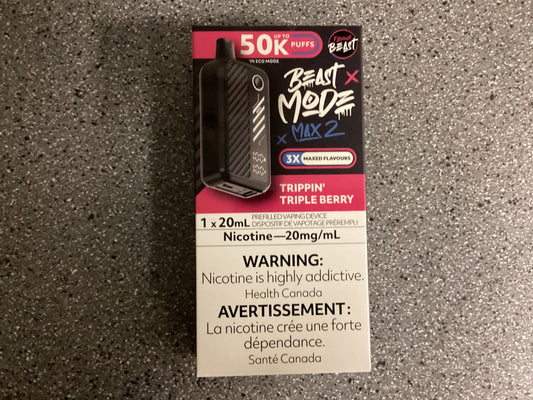 UP TO
50K PUFFS
IN ECO MODE
FLAVOUR
BEAST
BEAST
MODE
MAX 2
3X MAXED FLAVOURS
TRIPPIN'
TRIPLE BERRY
1 x 20mL PREFILLED VAPING DEVICE
DISPOSITIF DE VAPOTAGE PRÉREMPLI
Nicotine—20mg/mL
WARNING:
Nicotine is highly addictive.
Health Canada
AVERTISSEMENT:
La nicotine crée une forte
dépendance.
Santé Canada